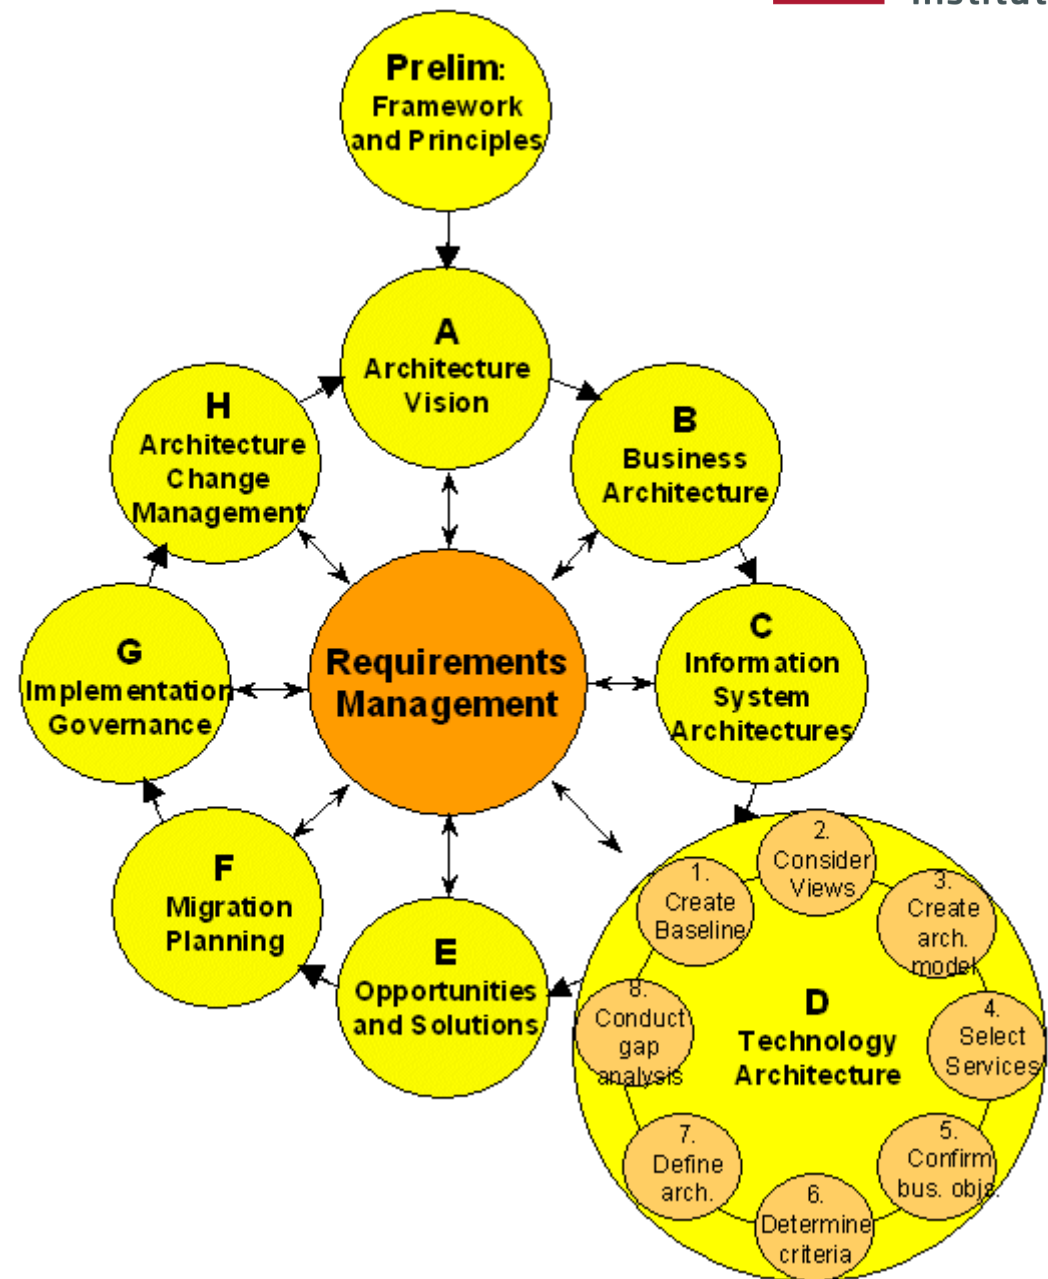 Prelim:
Framework
and Principles
A
Architecture
Vision
B
Business
Architecture
C
Information
System
Architectures
D
Technology
Architecture
1.
Create
Baseline
2.
Consider
Views
3.
Create
arch.
model
4.
Select
Services
5.
Confirm
bus. objs.
6.
Determine
criteria
7.
Define
arch.
8.
Conduct
gap
analysis
E
Opportunities
and Solutions
F
Migration
Planning
G
Implementation
Governance
H
Architecture
Change
Management
Requirements
Management